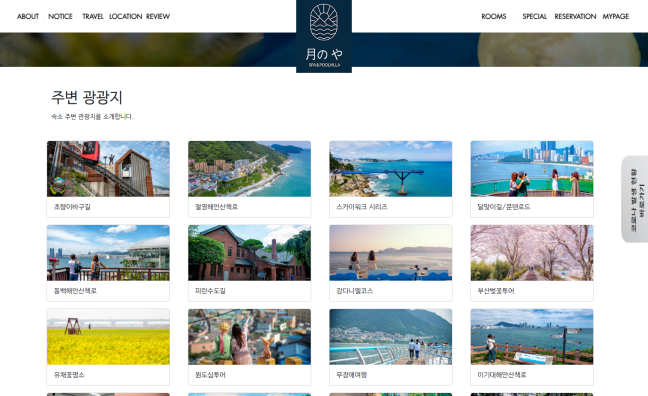 ABOUT NOTICE TRAVEL LOCATION REVIEW
ROOMS SPECIAL RESERVATION MYPAGE
月のや
SPA&POOLVILLA
주변 광광지
숙소 주변 관광지를 소개합니다.
초량이바구길
절영해안산책로
스카이워크 시리즈
달맞이길/문탠로드
동백해안산책로
피란수도길
강다니엘코스
부산벚꽃투어
유채꽃명소
원도심투어
무장애여행
이기대해안산책로